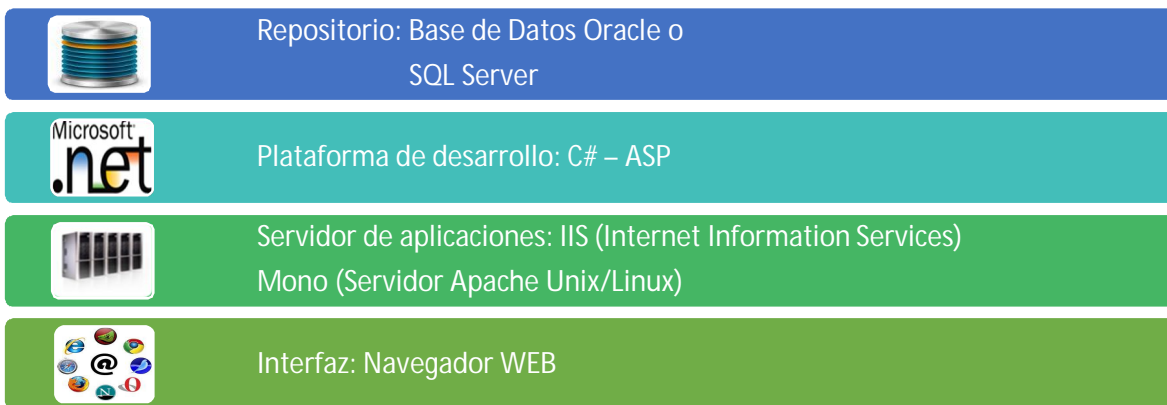 Repositorio: Base de Datos Oracle o
SQL Server
Microsoft
.net
Plataforma de desarrollo: C# – ASP
Servidor de aplicaciones: IIS (Internet Information Services)
Mono (Servidor Apache Unix/Linux)
@
Interfaz: Navegador WEB